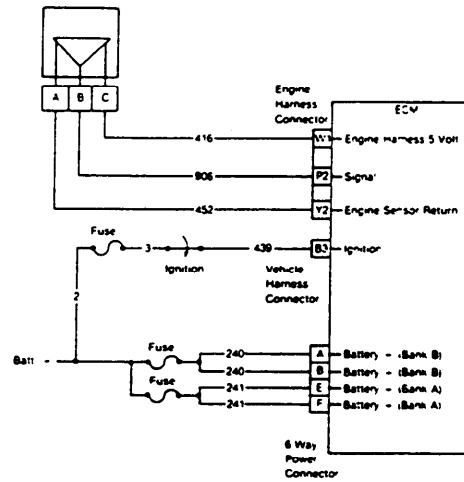 A B C
Engine
Harness
Connector
ECM
416 W1 Engine Harness 5 Volt
806 P2 Signal
452 Y2 Engine Sensor Return
Fuse
3 439 B3 Ignition
Ignition
Vehicle
Harness
Connector
2
Batt -
Fuse
240 A Battery - (Bank B)
240 B Battery - (Bank B)
Fuse
241 E Battery - (Bank A)
241 F Battery - (Bank A)
6 Way
Power
Connector